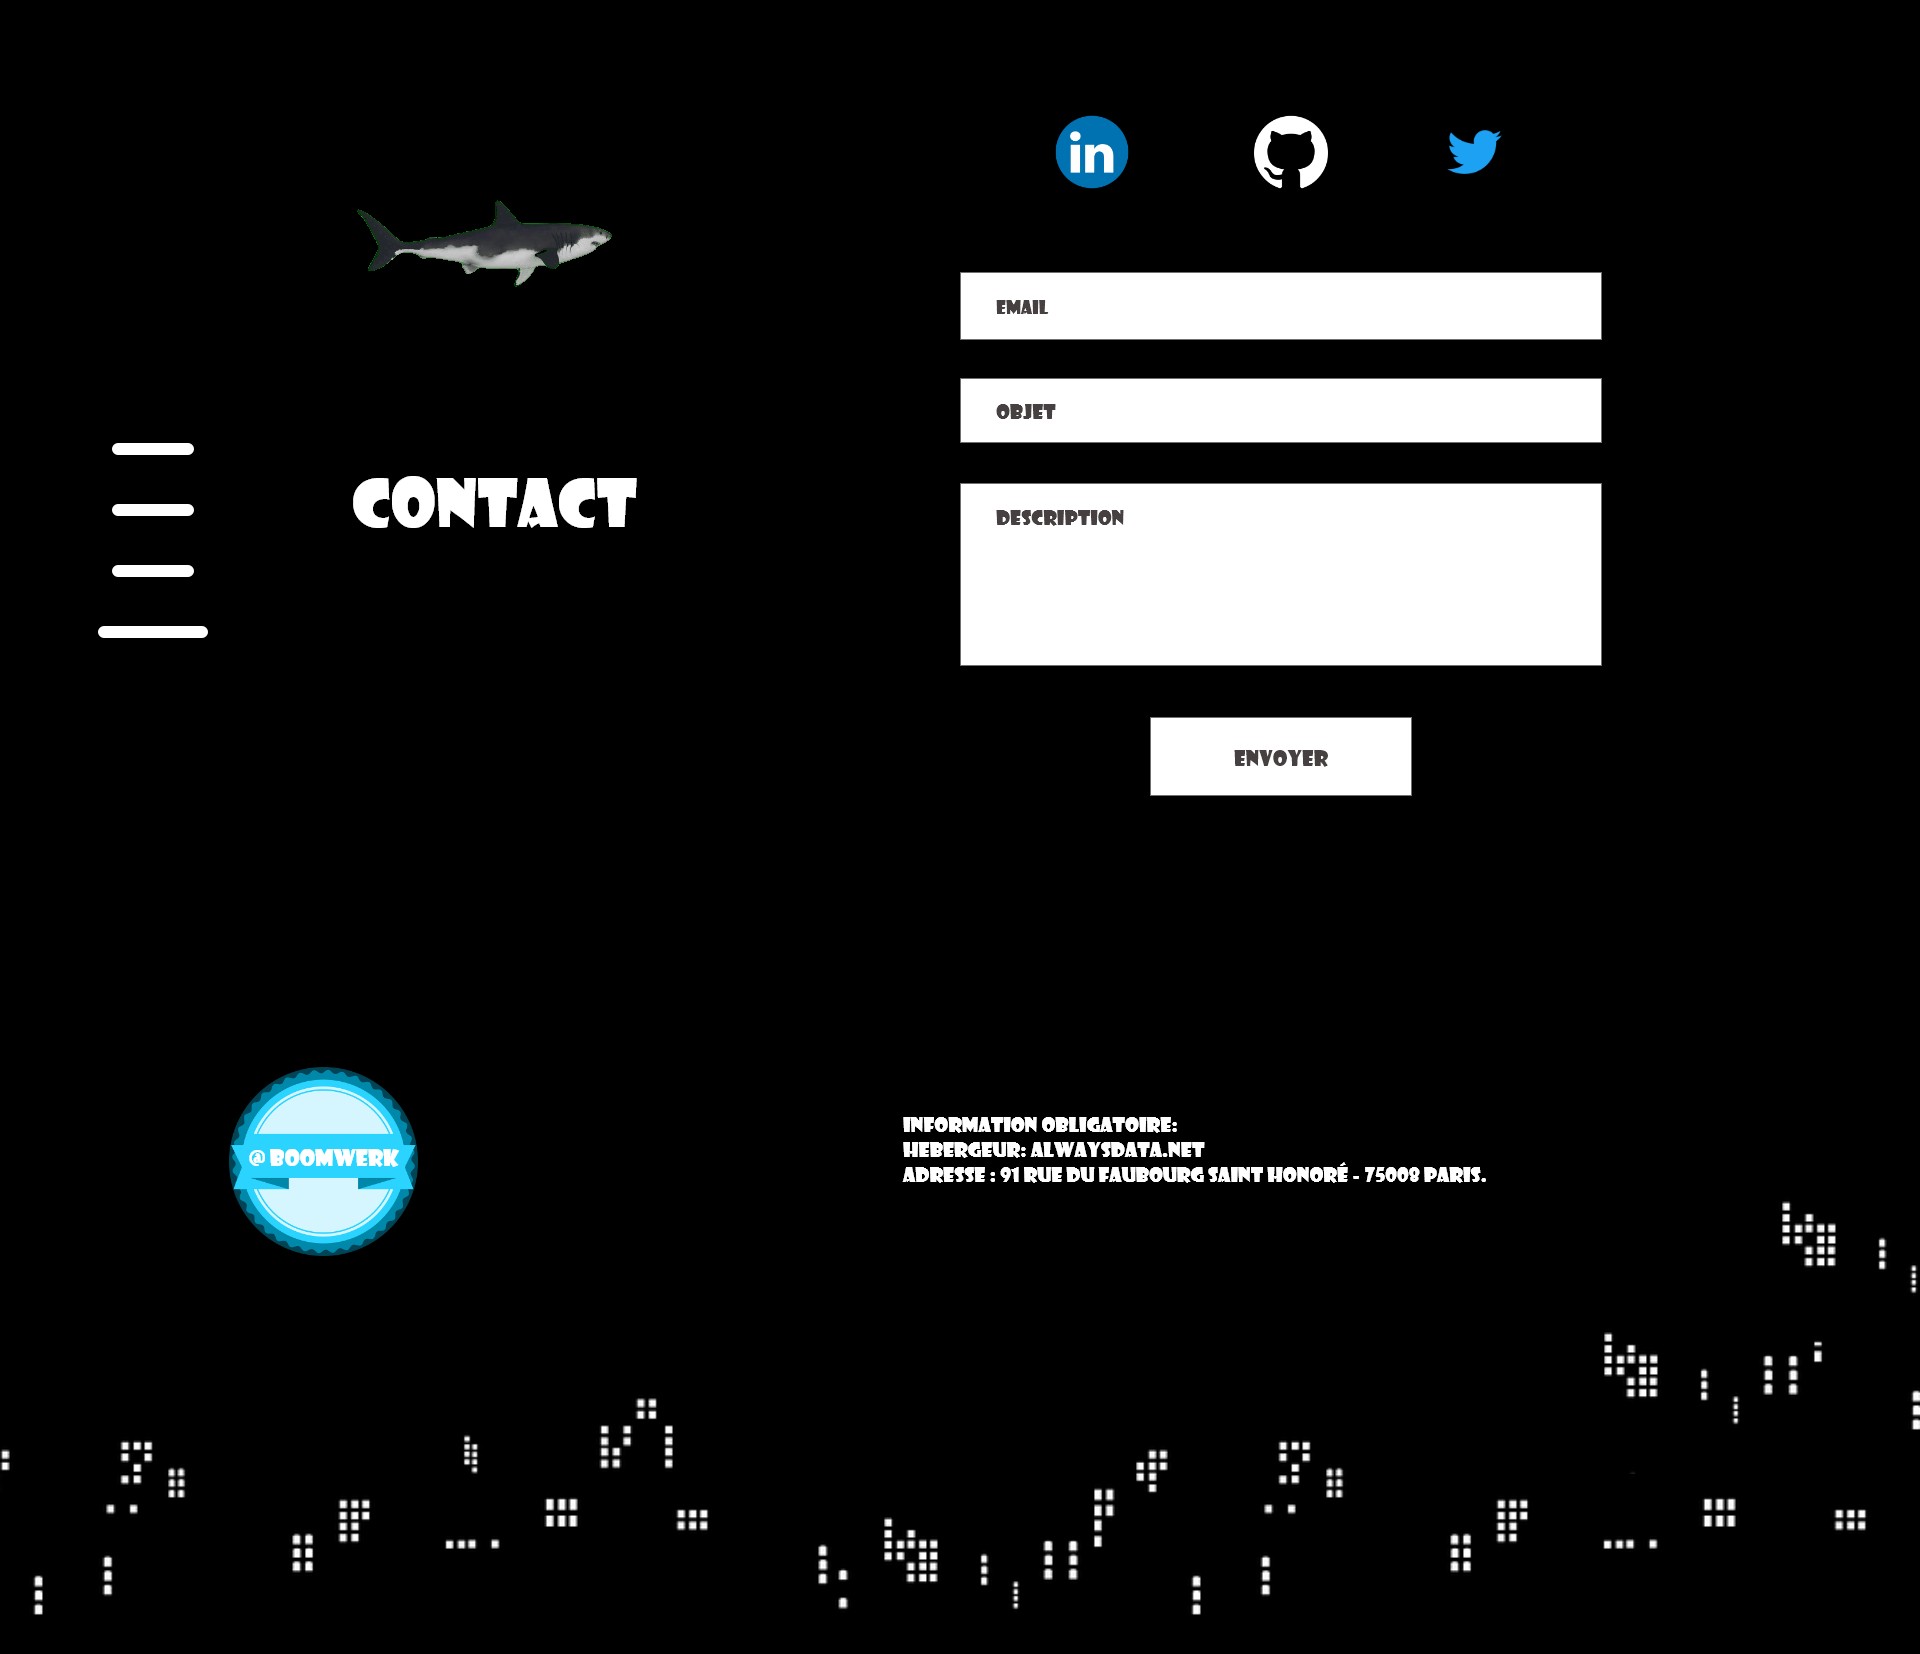 in
EMAIL
OBJET
CONTACT
DESCRIPTION
ENVOYER
@ BOOMWERK
INFORMATION OBLIGATOIRE:
HEBERGEUR: ALWAYSDATA.NET
ADRESSE : 91 RUE DU FAUBOURG SAINT HONORÉ - 75008 PARIS.